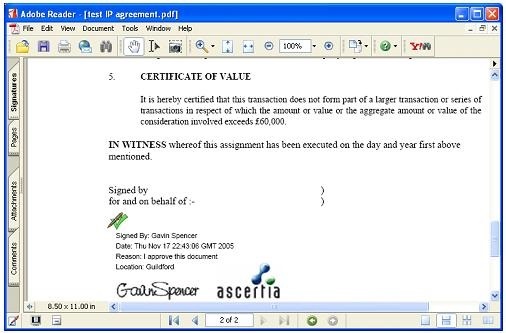 Adobe Reader - [test IP agreement.pdf]
File Edit View Document Tools Window Help
100%
Y!
Signatures
Pages
Attachments
Comments
5. CERTIFICATE OF VALUE
It is hereby certified that this transaction does not form part of a larger transaction or series of
transactions in respect of which the amount or value or the aggregate amount or value of the
consideration involved exceeds £60,000.
IN WITNESS whereof this assignment has been executed on the day and year first above
mentioned.
Signed by )
for and on behalf of :- )
Signed By: Gavin Spencer
Date: Thu Nov 17 22:43:06 GMT 2005
Reason: I approve this document
Location: Guildford
Gavin Spencer ascertia
8.50 x 11.00 in
2 of 2